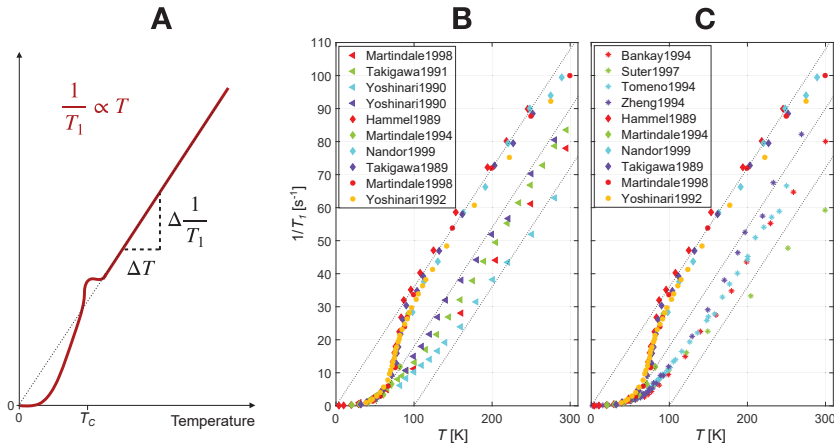 A
B
C
1/T₁ ∝ T
Δ 1/T₁
ΔT
0
0
T_C
Temperature
110
100
90
80
70
60
50
40
30
20
10
0
1/T₁ [s⁻¹]
Martindale1998
Takigawa1991
Yoshinari1990
Yoshinari1990
Hammel1989
Martindale1994
Nandor1999
Takigawa1989
Martindale1998
Yoshinari1992
0
100
200
300
T [K]
Bankay1994
Suter1997
Tomeno1994
Zheng1994
Hammel1989
Martindale1994
Nandor1999
Takigawa1989
Martindale1998
Yoshinari1992
0
100
200
300
T [K]